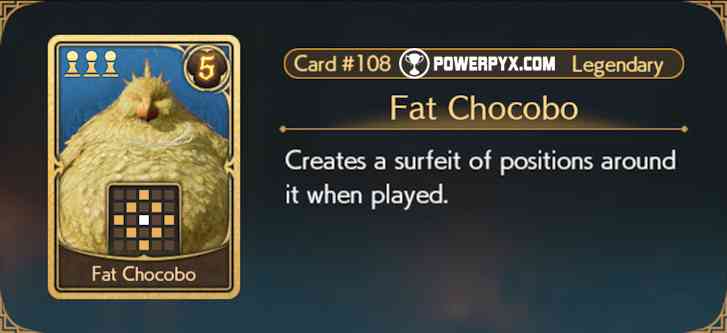 5
Fat Chocobo
Card #108 POWERPYX.COM Legendary
Fat Chocobo
Creates a surfeit of positions around
it when played.